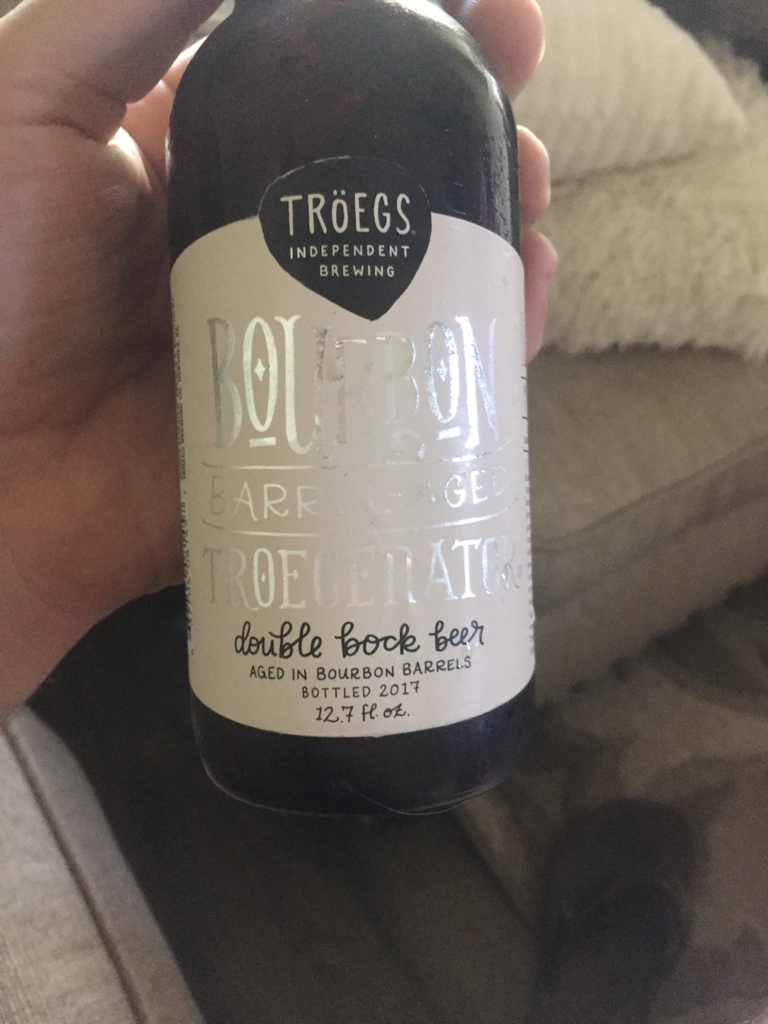 TRÖEGS
INDEPENDENT
BREWING
BOURBON
BARREL-AGED
TROEGENATOR
double bock beer
AGED IN BOURBON BARRELS
BOTTLED 2017
12.7 fl. oz.